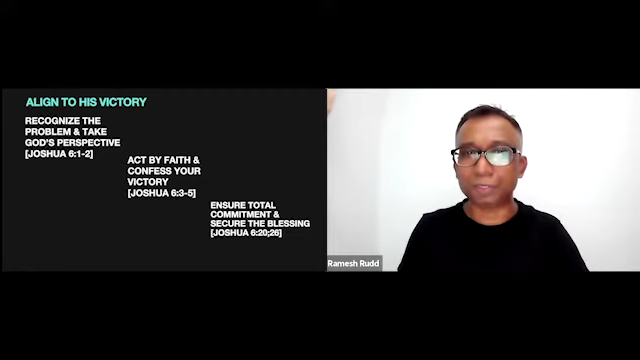 ALIGN TO HIS VICTORY
RECOGNIZE THE
PROBLEM & TAKE
GOD'S PERSPECTIVE
[JOSHUA 6:1-2]
ACT BY FAITH &
CONFESS YOUR
VICTORY
[JOSHUA 6:3-5]
ENSURE TOTAL
COMMITMENT &
SECURE THE BLESSING
[JOSHUA 6:20;26]
Ramesh Rudd